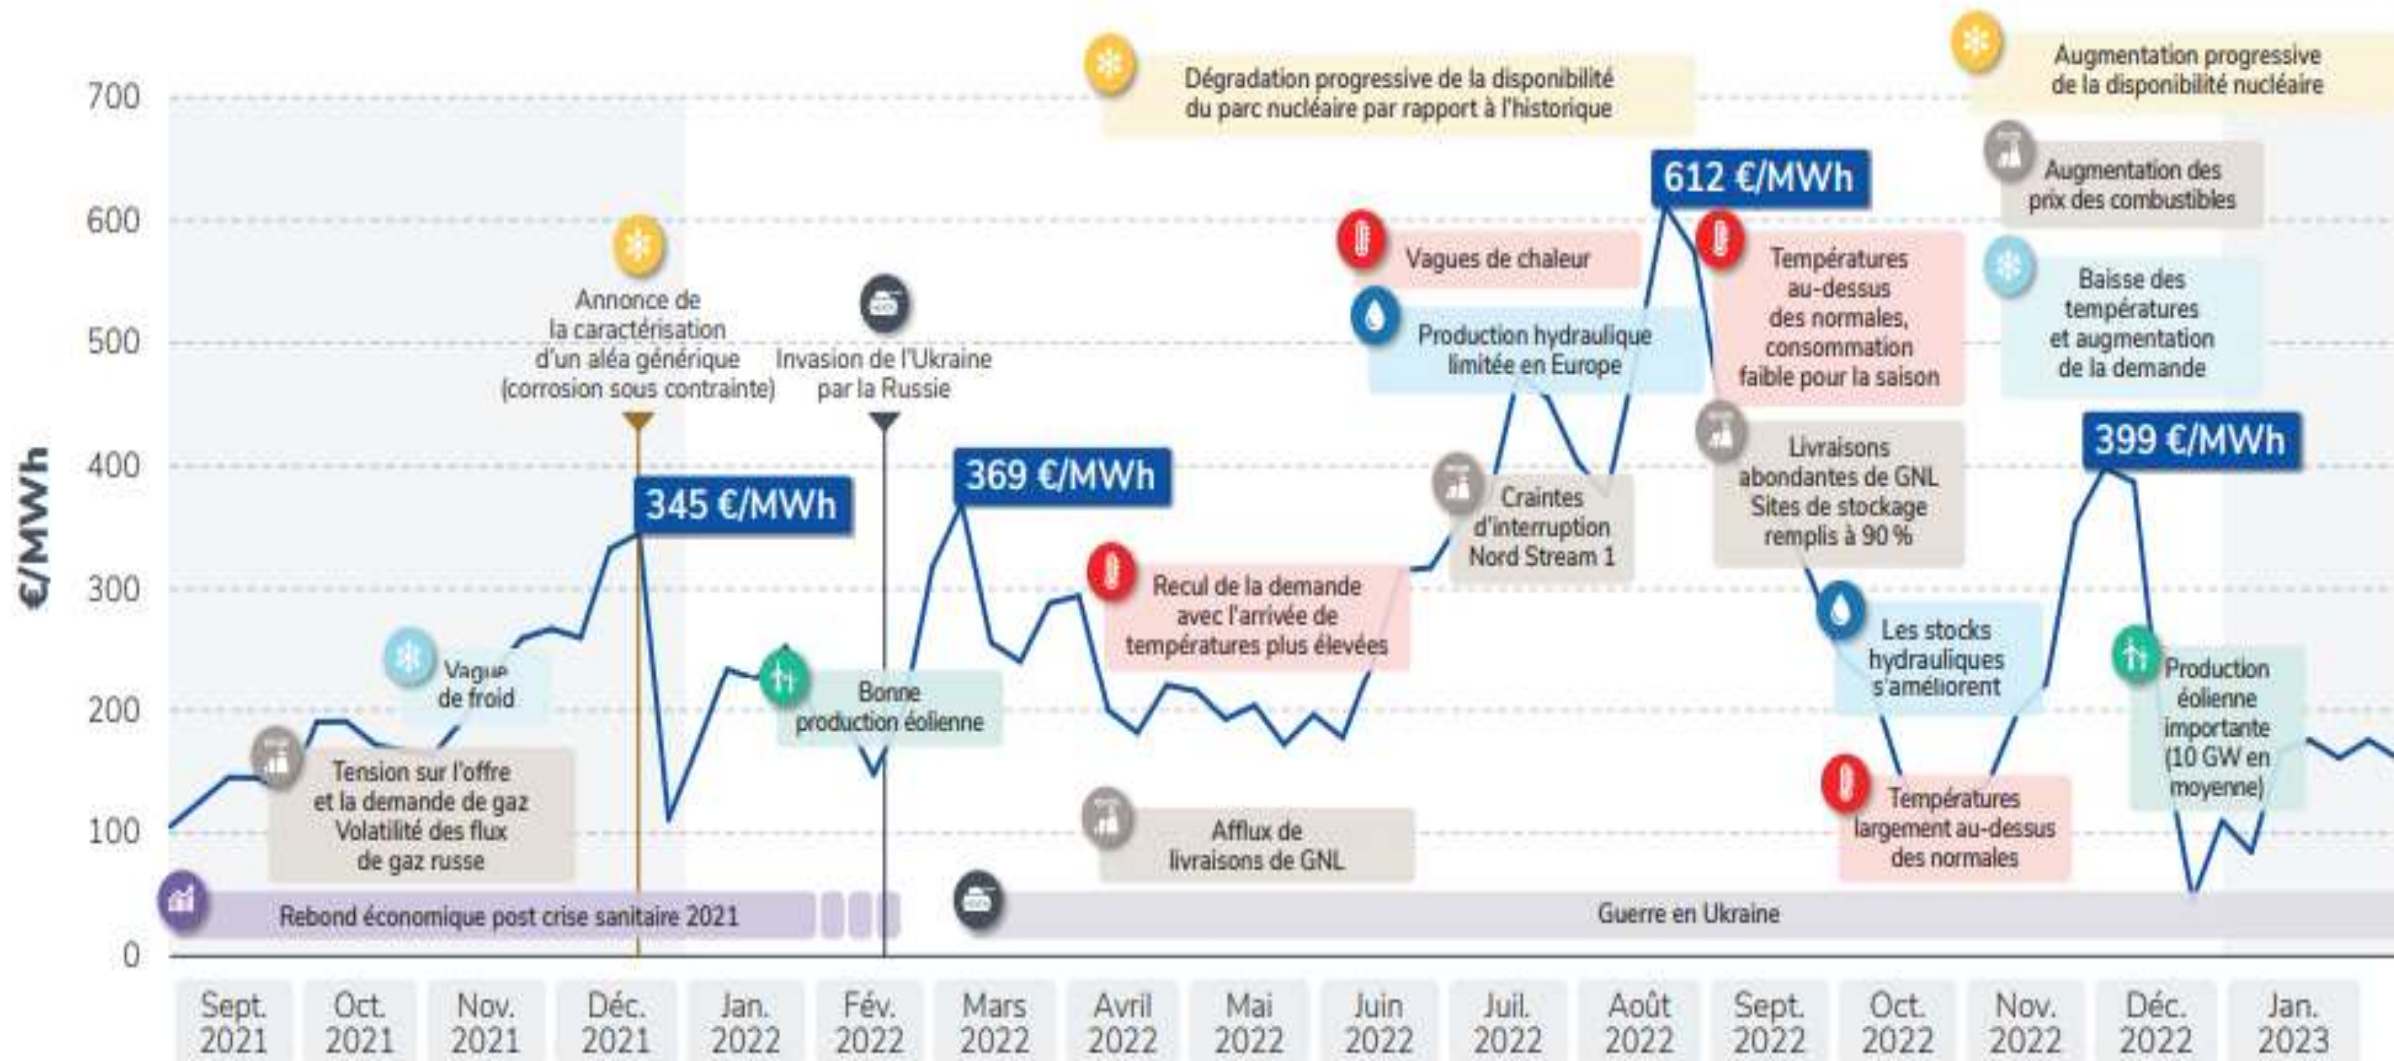 €/MWh
700
600
500
400
300
200
100
0
Dégradation progressive de la disponibilité
du parc nucléaire par rapport à l'historique
Augmentation progressive
de la disponibilité nucléaire
Augmentation des
prix des combustibles
Baisse des
températures
et augmentation
de la demande
Annonce de
la caractérisation
d'un aléa générique
(corrosion sous contrainte)
Invasion de l'Ukraine
par la Russie
345 €/MWh
369 €/MWh
612 €/MWh
399 €/MWh
Vagues de chaleur
Production hydraulique
limitée en Europe
Températures
au-dessus
des normales,
consommation
faible pour la saison
Craintes
d'interruption
Nord Stream 1
Livraisons
abondantes de GNL
Sites de stockage
remplis à 90 %
Vague
de froid
Tension sur l'offre
et la demande de gaz
Volatilité des flux
de gaz russe
Bonne
production éolienne
Recul de la demande
avec l'arrivée de
températures plus élevées
Afflux de
livraisons de GNL
Les stocks
hydrauliques
s'améliorent
Températures
largement au-dessus
des normales
Production
éolienne
importante
(10 GW en
moyenne)
Rebond économique post crise sanitaire 2021
Guerre en Ukraine
Sept.
2021
Oct.
2021
Nov.
2021
Déc.
2021
Jan.
2022
Fév.
2022
Mars
2022
Avril
2022
Mai
2022
Juin
2022
Juil.
2022
Août
2022
Sept.
2022
Oct.
2022
Nov.
2022
Déc.
2022
Jan.
2023